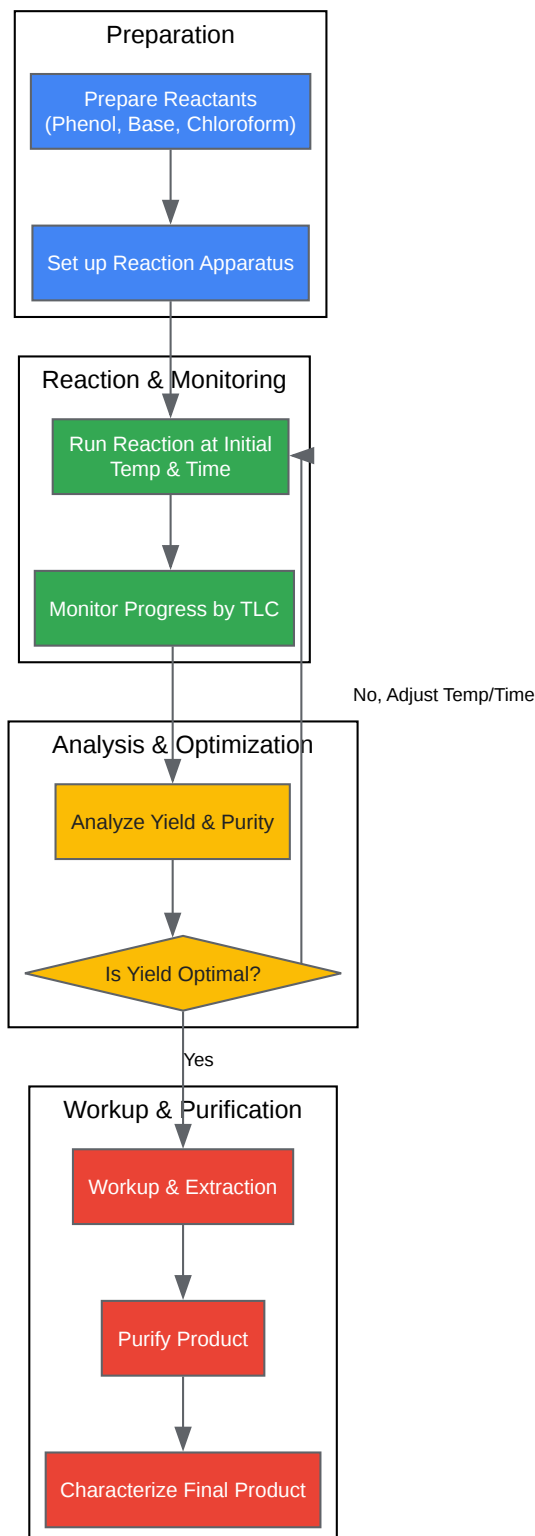 Preparation
Prepare Reactants
(Phenol, Base, Chloroform)
Set up Reaction Apparatus
Reaction & Monitoring
Run Reaction at Initial
Temp & Time
Monitor Progress by TLC
No, Adjust Temp/Time
Analysis & Optimization
Analyze Yield & Purity
Is Yield Optimal?
Yes
Workup & Purification
Workup & Extraction
Purify Product
Characterize Final Product